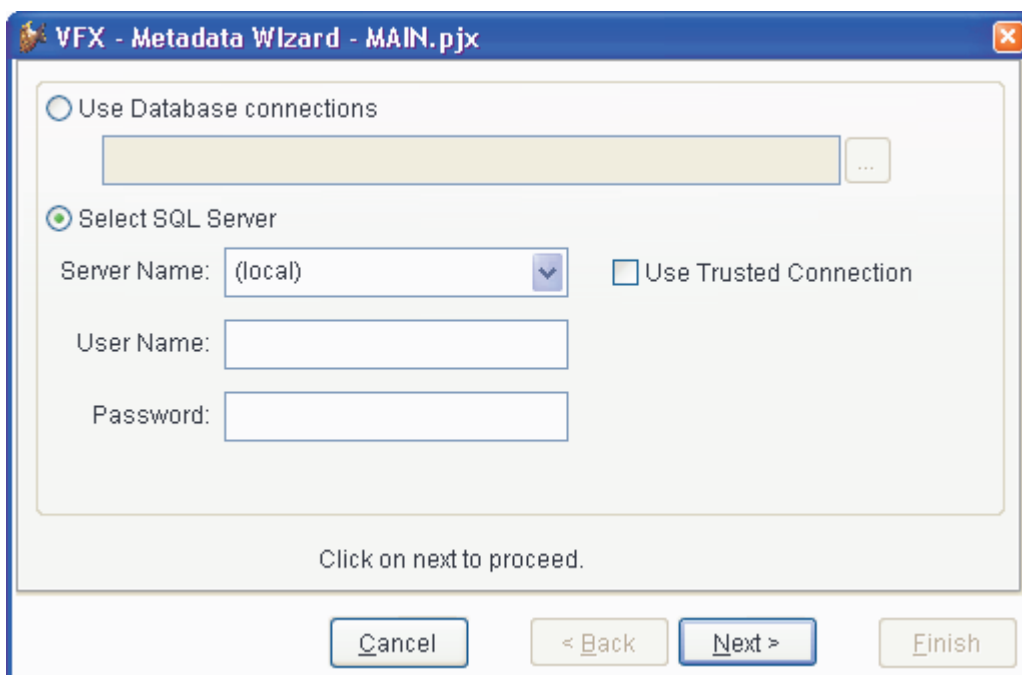 VFX - Metadata WIzard - MAIN.pjx
Use Database connections
...
Select SQL Server
Server Name: (local) Use Trusted Connection
User Name:
Password:
Click on next to proceed.
Cancel < Back Next > Finish